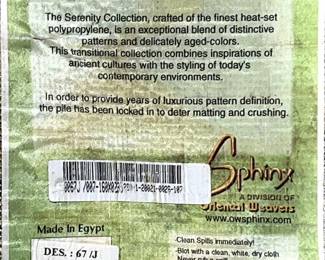 The Serenity Collection, crafted of the finest heat-set
polypropylene, is an exceptional blend of distinctive
patterns and delicately aged-colors.
This transitional collection combines inspirations of
ancient cultures with the styling of today's
contemporary environments.
In order to provide years of luxurious pattern definition,
the pile has been locked in to deter matting and crushing.
Sphinx
A DIVISION OF
Oriental Weavers
www.owsphinx.com
Made In Egypt
DES. : 67 /J
-Clean Spills immediately!
-Blot with a clean, white, dry cloth